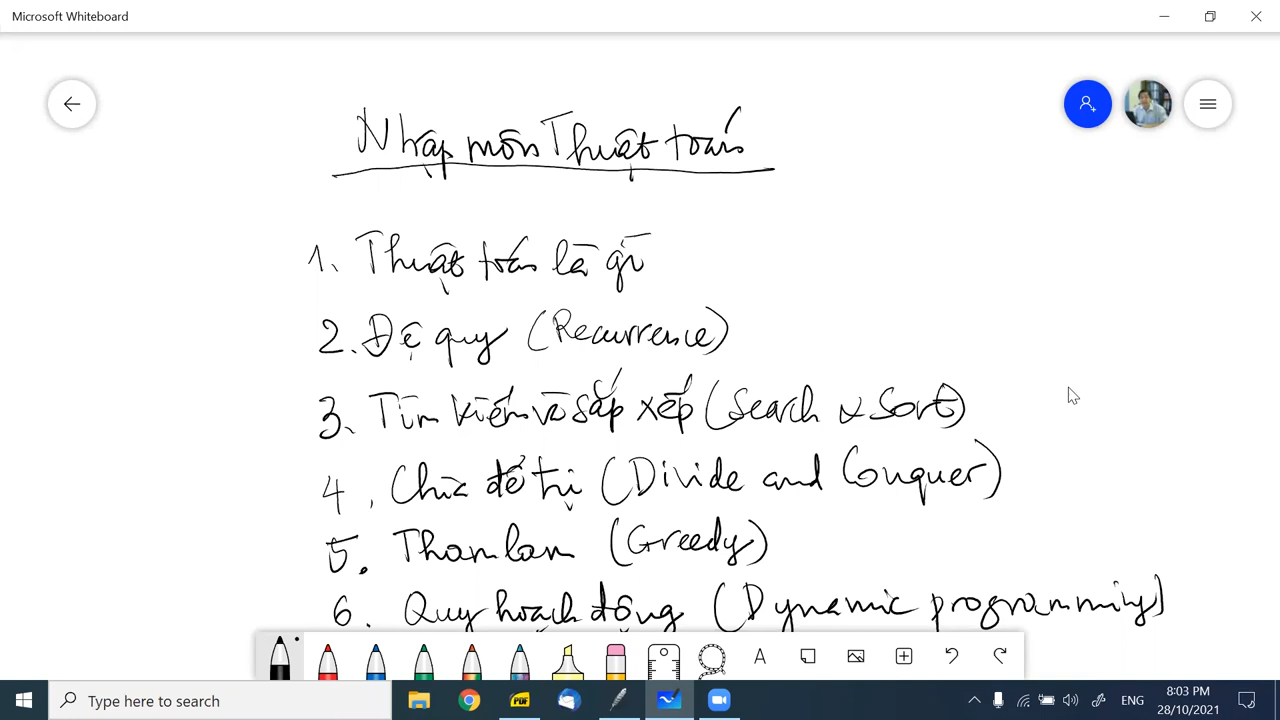 Microsoft Whiteboard
Nhập môn Thuật toán
1. Thuật toán là gì
2. Đệ quy (Recurrence)
3. Tìm kiếm và sắp xếp (Search & Sort)
4. Chia để trị (Divide and Conquer)
5. Tham lam (Greedy)
6. Quy hoạch động (Dynamic programming)
A
Type here to search
PDF
ENG
8:03 PM
28/10/2021